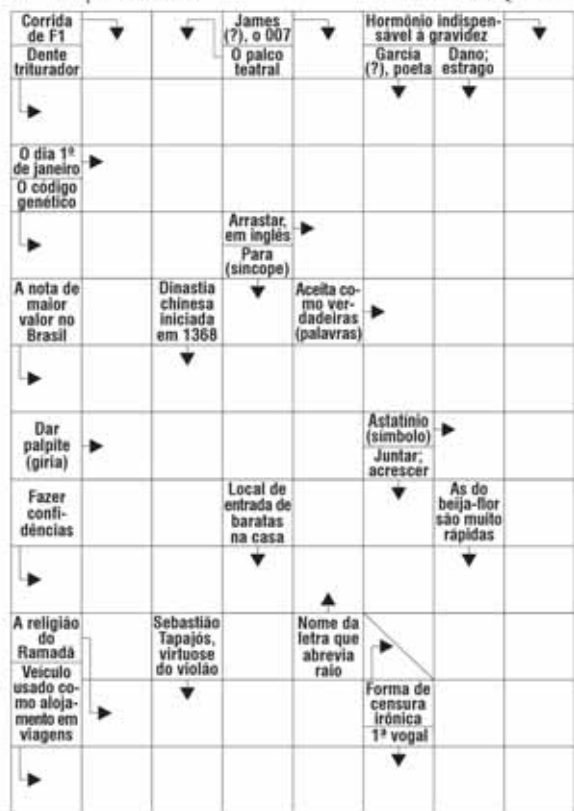 Corrida
de F1
Dente
triturador
James
(?), o 007
O palco
teatral
Hormônio indispen-
sável à gravidez
García
(?), poeta
Dano;
estrago
O dia 1º
de janeiro
O código
genético
Arrastar,
em inglês
Para
(síncope)
A nota de
maior
valor no
Brasil
Dinastia
chinesa
iniciada
em 1368
Aceita co-
mo ver-
dadeiras
(palavras)
Dar
palpite
(gíria)
Astatínio
(símbolo)
Juntar;
acrescer
Fazer
confi-
dências
Local de
entrada de
baratas
na casa
As do
beija-flor
são muito
rápidas
A religião
do
Ramadã
Veículo
usado co-
mo aloja-
mento em
viagens
Sebastião
Tapajós,
virtuose
do violão
Nome da
letra que
abrevia
raio
Forma de
censura
irônica
1ª vogal